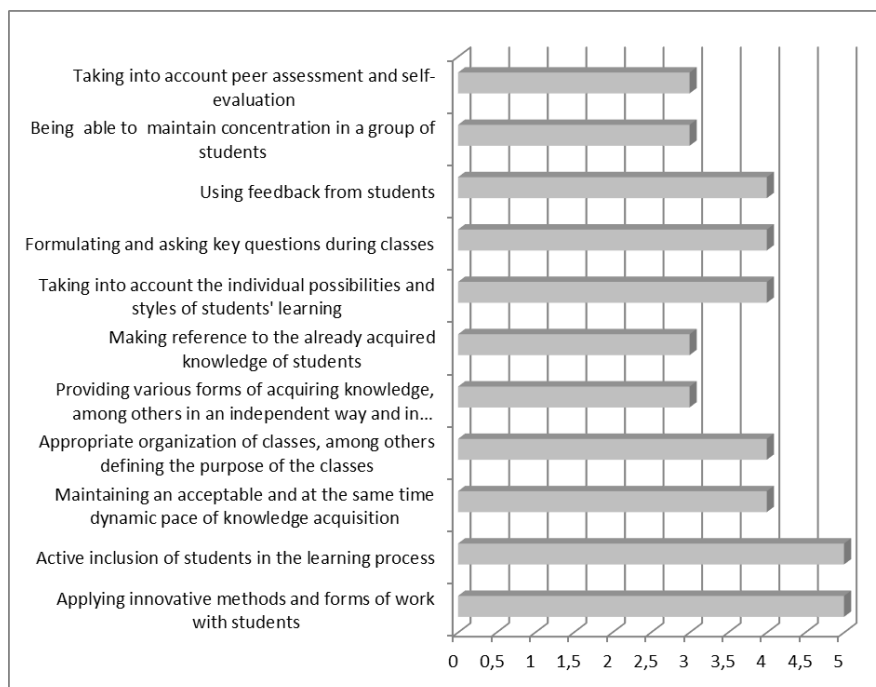 Taking into account peer assessment and self-
evaluation
Being able to maintain concentration in a group of
students
Using feedback from students
Formulating and asking key questions during classes
Taking into account the individual possibilities and
styles of students' learning
Making reference to the already acquired
knowledge of students
Providing various forms of acquiring knowledge,
among others in an independent way and in...
Appropriate organization of classes, among others
defining the purpose of the classes
Maintaining an acceptable and at the same time
dynamic pace of knowledge acquisition
Active inclusion of students in the learning process
Applying innovative methods and forms of work
with students
0 0,5 1 1,5 2 2,5 3 3,5 4 4,5 5